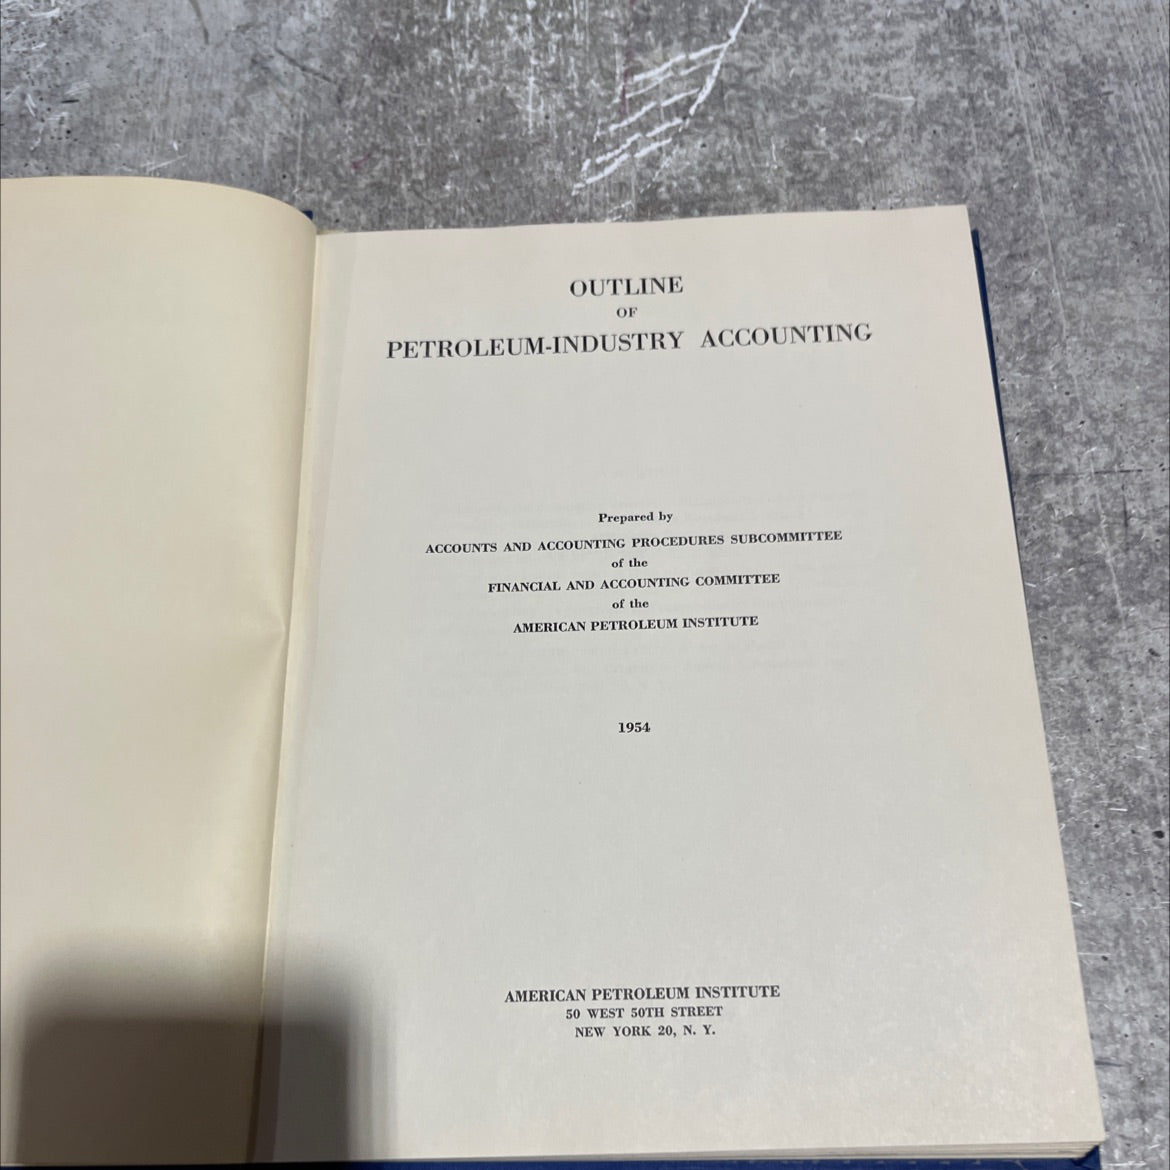 OUTLINE
OF
PETROLEUM-INDUSTRY ACCOUNTING
Prepared by
ACCOUNTS AND ACCOUNTING PROCEDURES SUBCOMMITTEE
of the
FINANCIAL AND ACCOUNTING COMMITTEE
of the
AMERICAN PETROLEUM INSTITUTE
1954
AMERICAN PETROLEUM INSTITUTE
50 WEST 50TH STREET
NEW YORK 20, N. Y.